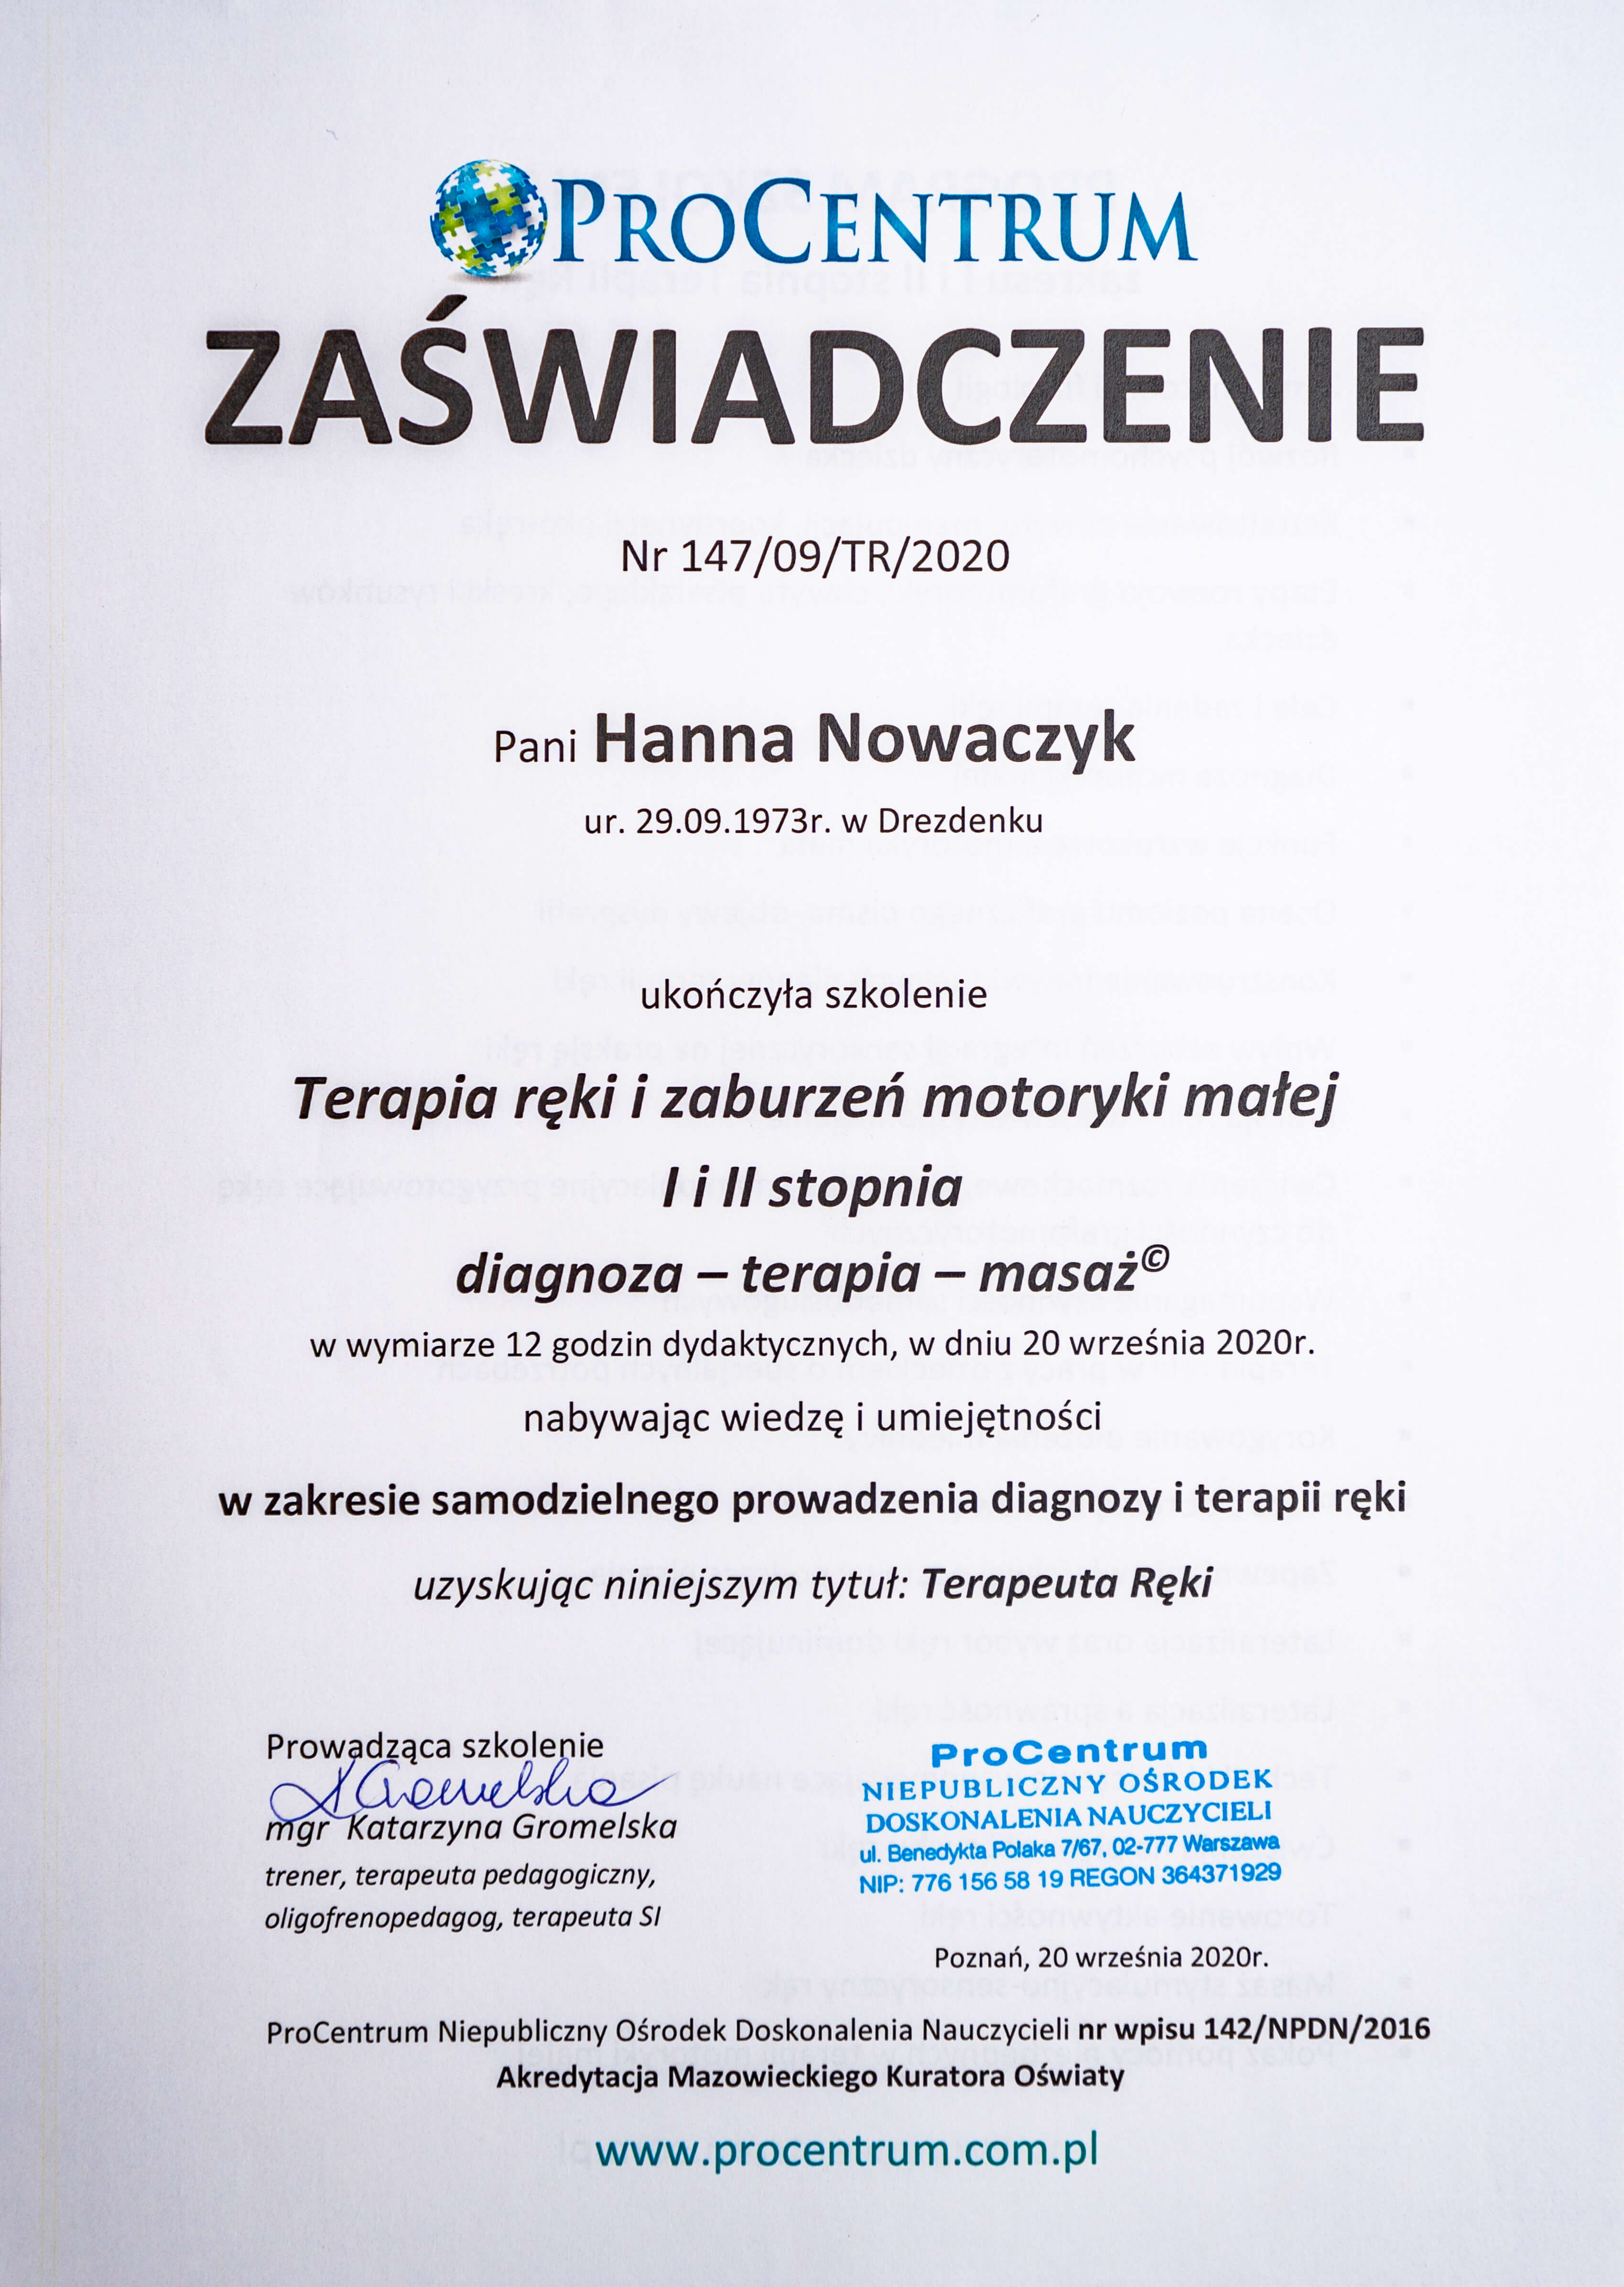 PROCENTRUM
ZAŚWIADCZENIE
Nr 147/09/TR/2020
Pani Hanna Nowaczyk
ur. 29.09.1973r. w Drezdenku
ukończyła szkolenie
Terapia ręki i zaburzeń motoryki małej
I i II stopnia
diagnoza – terapia – masaż©
w wymiarze 12 godzin dydaktycznych, w dniu 20 września 2020r.
nabywając wiedzę i umiejętności
w zakresie samodzielnego prowadzenia diagnozy i terapii ręki
uzyskując niniejszym tytuł: Terapeuta Ręki
Prowadząca szkolenie
mgr Katarzyna Gromelska
trener, terapeuta pedagogiczny,
oligofrenopedagog, terapeuta SI
ProCentrum
NIEPUBLICZNY OŚRODEK
DOSKONALENIA NAUCZYCIELI
ul. Benedykta Polaka 7/67, 02-777 Warszawa
NIP: 776 156 58 19 REGON 364371929
Poznań, 20 września 2020r.
ProCentrum Niepubliczny Ośrodek Doskonalenia Nauczycieli nr wpisu 142/NPDN/2016
Akredytacja Mazowieckiego Kuratora Oświaty
www.procentrum.com.pl